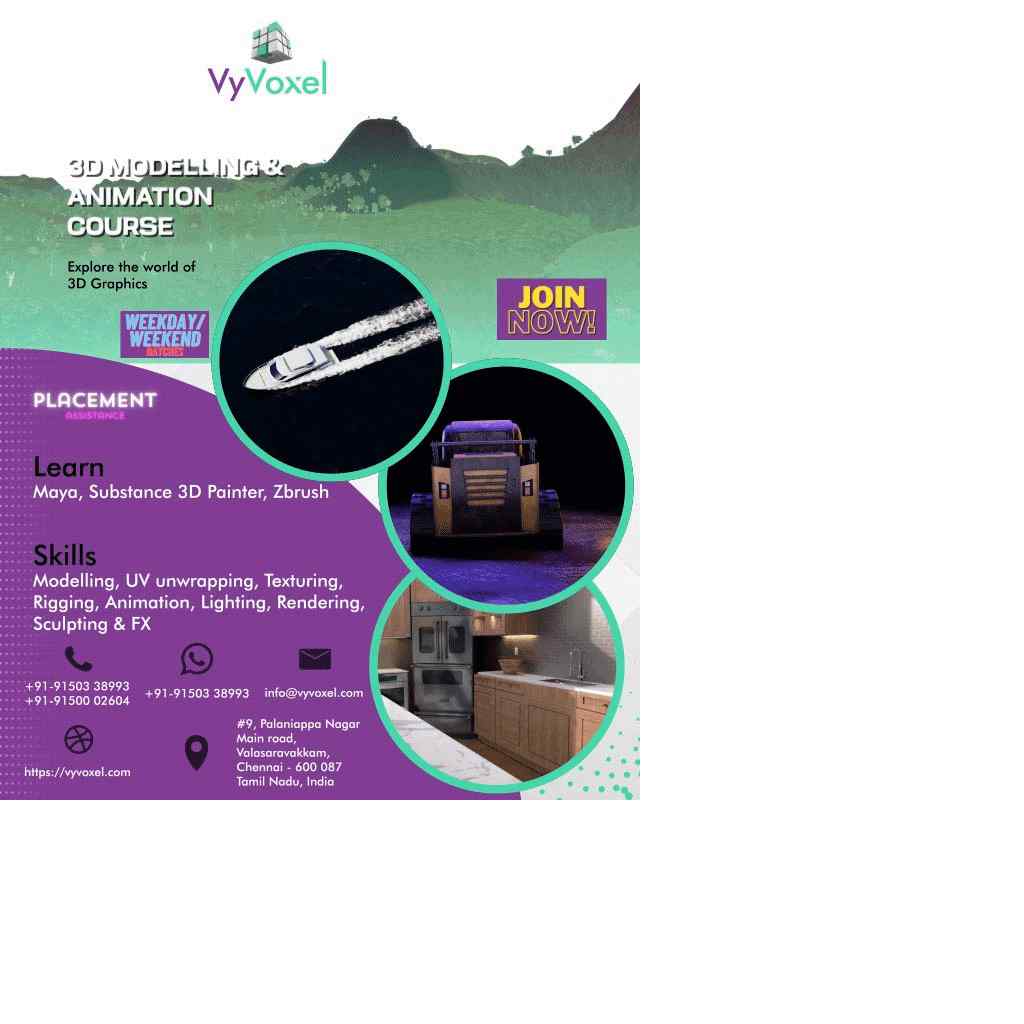 VyVoxel
3D MODELLING &
ANIMATION
COURSE
Explore the world of
3D Graphics
JOIN
NOW!
WEEKDAY/
WEEKEND
BATCHES
PLACEMENT
ASSISTANCE
Learn
Maya, Substance 3D Painter, Zbrush
Skills
Modelling, UV unwrapping, Texturing,
Rigging, Animation, Lighting, Rendering,
Sculpting & FX
+91-91503 38993
+91-91500 02604
+91-91503 38993
info@vyvoxel.com
https://vyvoxel.com
#9, Palaniappa Nagar
Main road,
Valasaravakkam,
Chennai - 600 087
Tamil Nadu, India